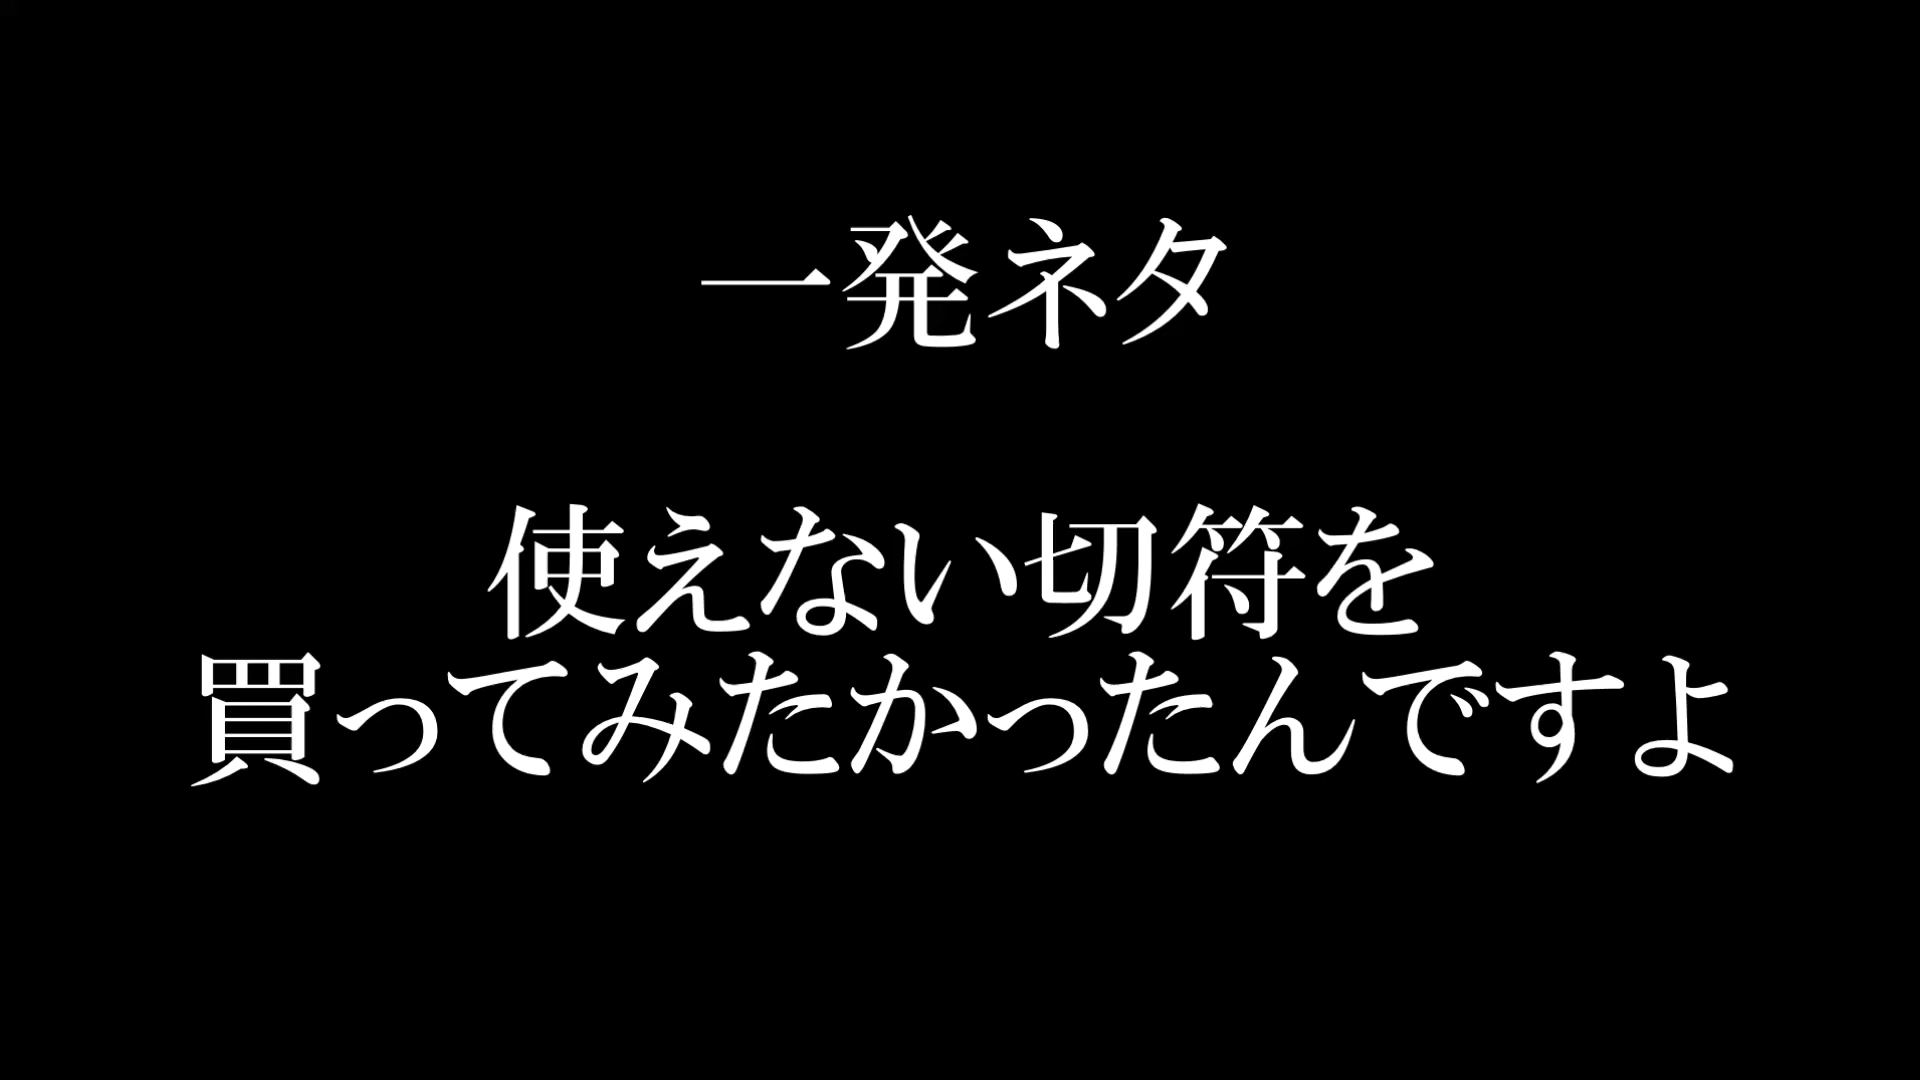 一発ネタ
使えない切符を
買ってみたかったんですよ